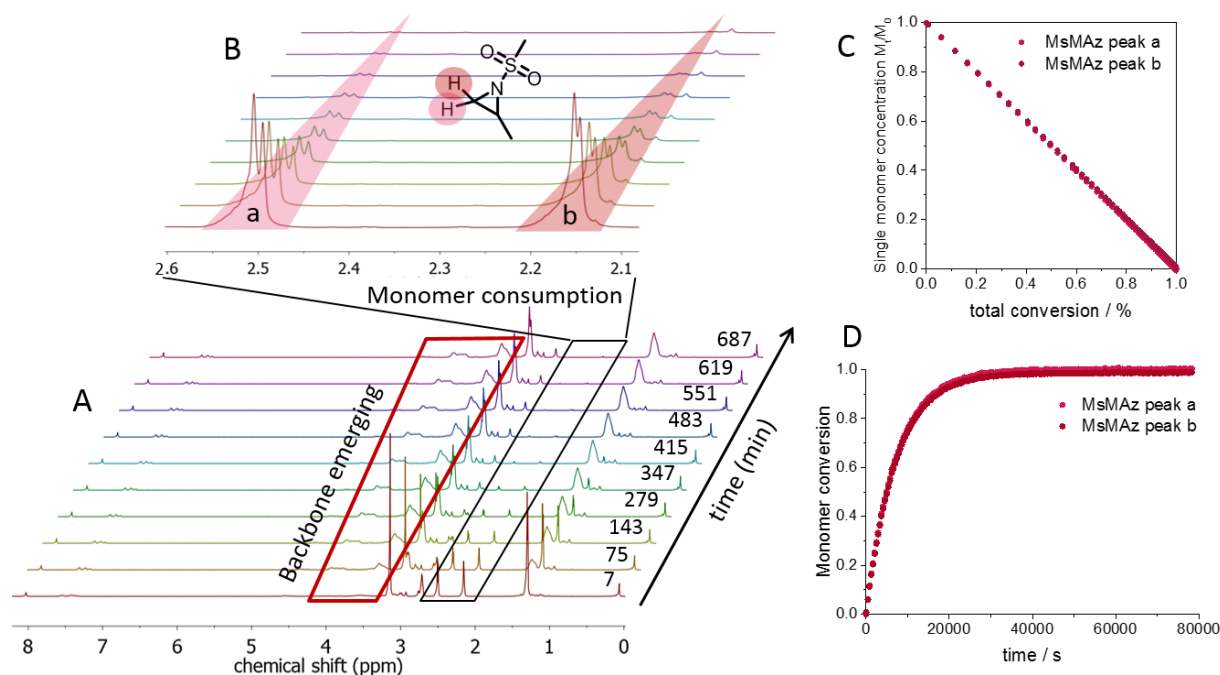 B
O
S
O
N
H
H
a
b
2.6
2.5
2.4
2.3
2.2
2.1
Monomer consumption
A
Backbone emerging
687
619
551
483
415
347
279
143
75
7
time (min)
8
7
6
5
4
3
2
1
0
chemical shift (ppm)
C
Single monomer concentration Mt/M0
1.0
0.8
0.6
0.4
0.2
0.0
MsMAz peak a
MsMAz peak b
0.0
0.2
0.4
0.6
0.8
1.0
total conversion / %
D
Monomer conversion
1.0
0.8
0.6
0.4
0.2
0.0
MsMAz peak a
MsMAz peak b
0
20000
40000
60000
80000
time / s